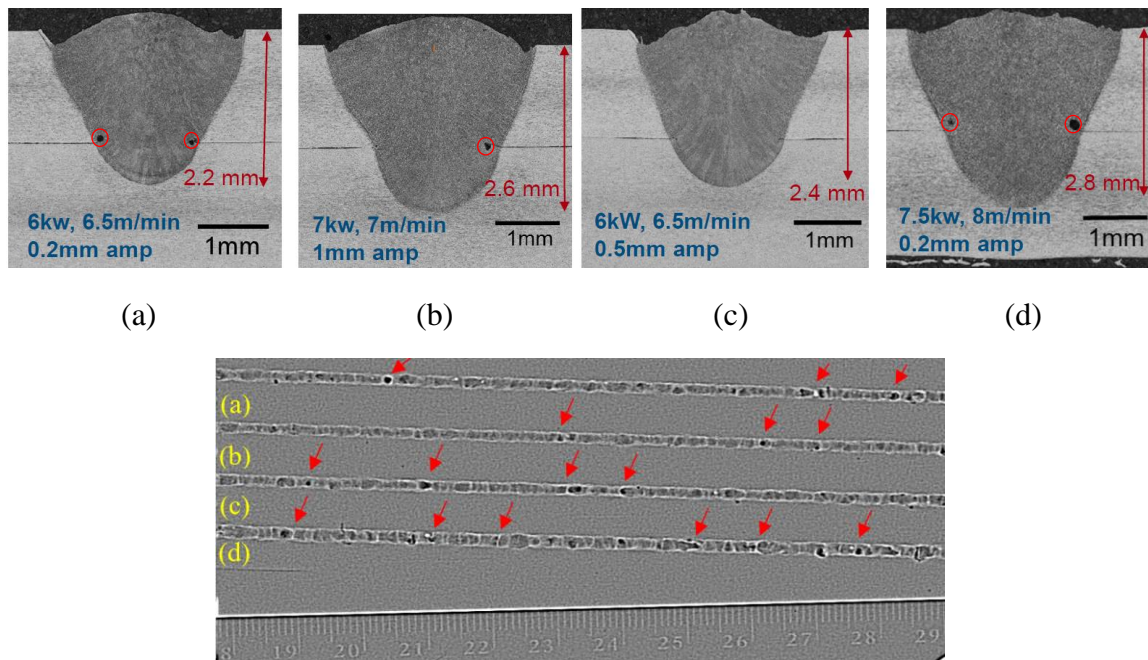 2.2 mm
6kw, 6.5m/min
0.2mm amp
1mm
2.6 mm
7kw, 7m/min
1mm amp
1mm
2.4 mm
6kW, 6.5m/min
0.5mm amp
1mm
2.8 mm
7.5kw, 8m/min
0.2mm amp
1mm
(a) (b) (c) (d)
(a)
(b)
(c)
(d)
8 19 20 21 22 23 24 25 26 27 28 29